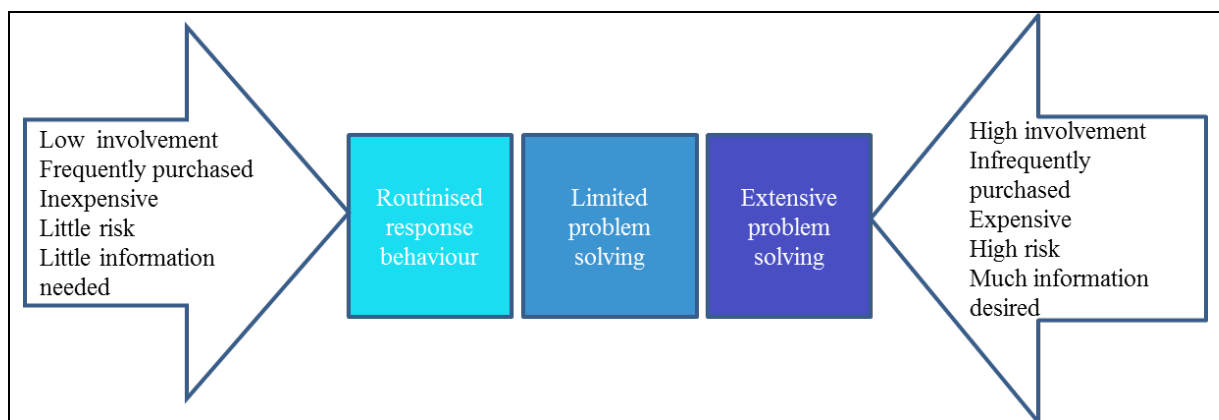 Low involvement
Frequently purchased
Inexpensive
Little risk
Little information
needed
Routinised
response
behaviour
Limited
problem
solving
Extensive
problem
solving
High involvement
Infrequently
purchased
Expensive
High risk
Much information
desired